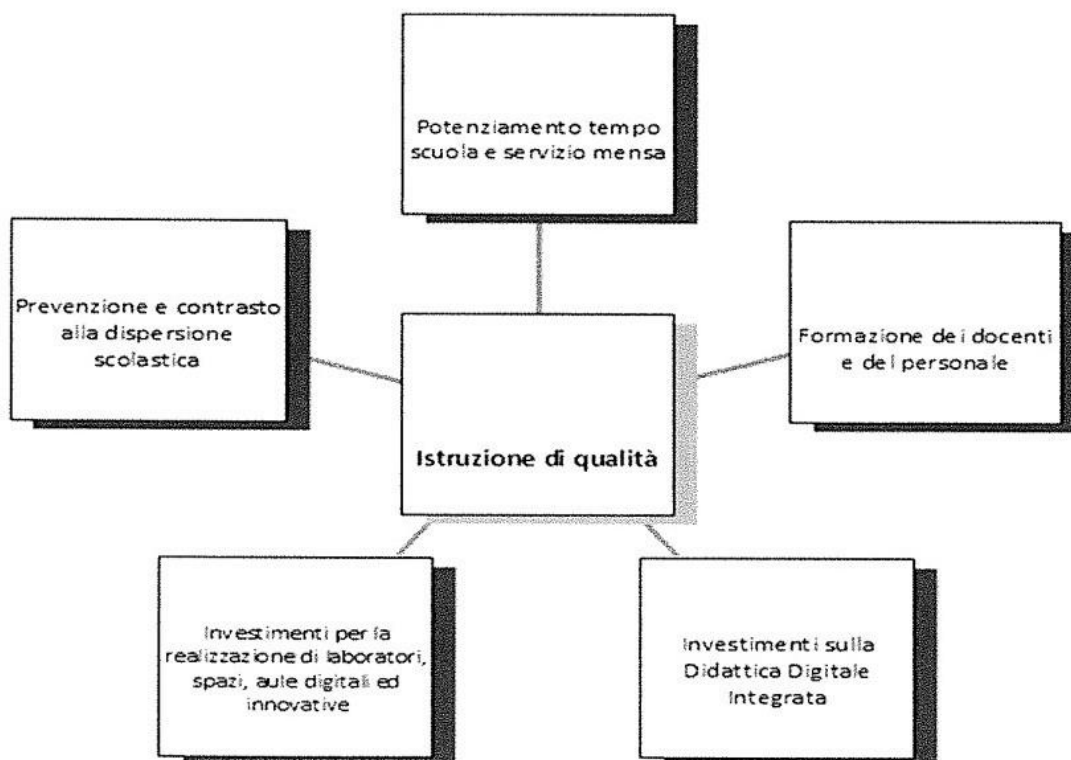 Potenziamento tempo
scuola e servizio mensa
Prevenzione e contrasto
alla dispersione
scolastica
Formazione dei docenti
e del personale
Istruzione di qualità
Investimenti per la
realizzazione di laboratori,
spazi, aule digitali ed
innovative
Investimenti sulla
Didattica Digitale
Integrata